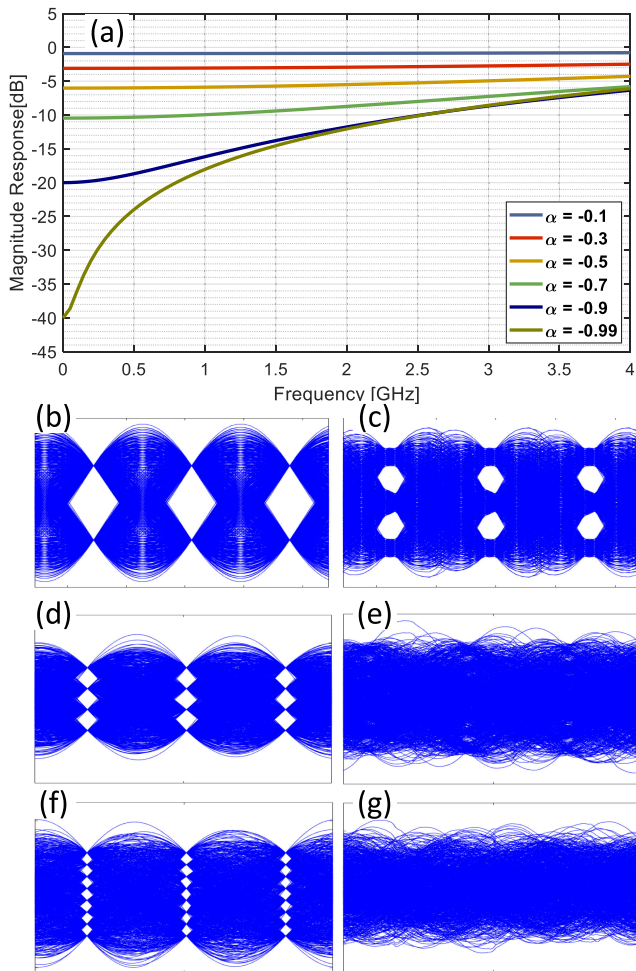 (a)
Magnitude Response[dB]
5
0
-5
-10
-15
-20
-25
-30
-35
-40
-45
α = -0.1
α = -0.3
α = -0.5
α = -0.7
α = -0.9
α = -0.99
0 0.5 1 1.5 2 2.5 3 3.5 4
Frequency [GHz]
(b) (c)
(d) (e)
(f) (g)